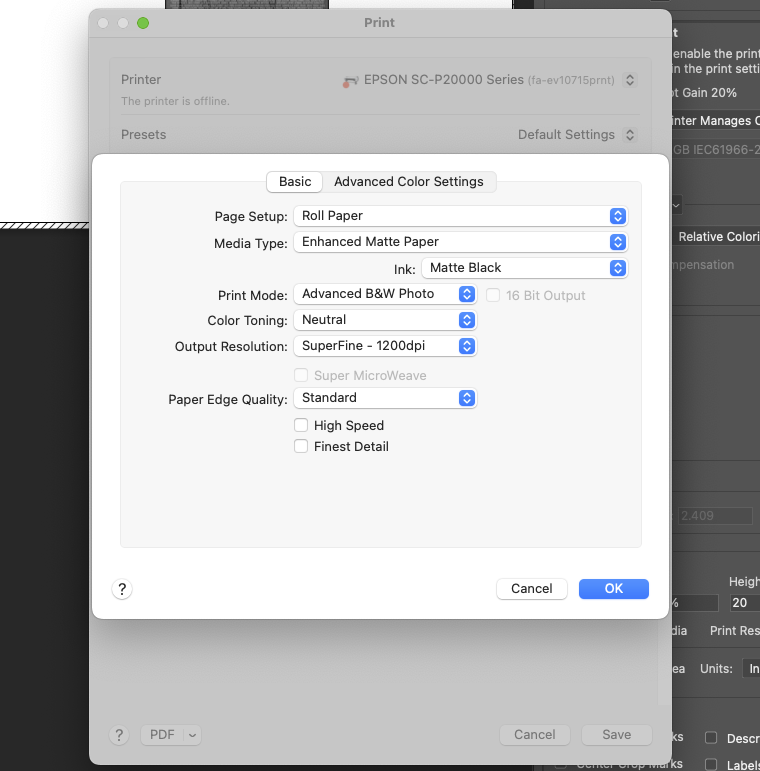 Print
Printer
EPSON SC-P20000 Series (fa-ev10715prnt)
The printer is offline.
Presets
Default Settings
Basic
Advanced Color Settings
Page Setup: Roll Paper
Media Type: Enhanced Matte Paper
Ink: Matte Black
Print Mode: Advanced B&W Photo
16 Bit Output
Color Toning: Neutral
Output Resolution: SuperFine - 1200dpi
Super MicroWeave
Paper Edge Quality: Standard
High Speed
Finest Detail
?
Cancel
OK
?
PDF
Cancel
Save
t
enable the print
in the print setti
t Gain 20%
inter Manages C
GB IEC61966-2
Relative Colori
mpensation
2.409
Heigh
%
20
dia
Print Res
ea
Units:
In
ks
Descr
Center Crop Marks
Labels